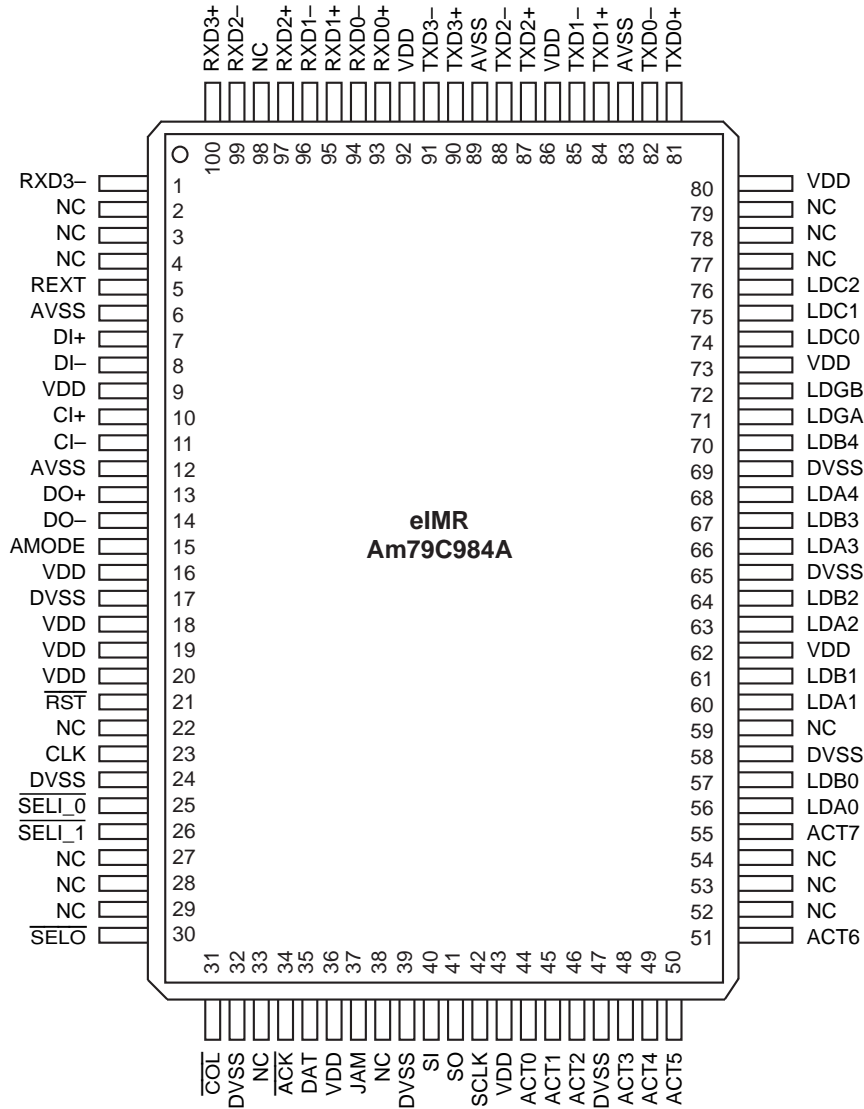 RXD3+
RXD2–
NC
RXD2+
RXD1–
RXD1+
RXD0–
RXD0+
VDD
TXD3–
TXD3+
AVSS
TXD2–
TXD2+
VDD
TXD1–
TXD1+
AVSS
TXD0–
TXD0+
100
99
98
97
96
95
94
93
92
91
90
89
88
87
86
85
84
83
82
81
RXD3– 1
NC 2
NC 3
NC 4
REXT 5
AVSS 6
DI+ 7
DI– 8
VDD 9
CI+ 10
CI– 11
AVSS 12
DO+ 13
DO– 14
AMODE 15
VDD 16
DVSS 17
VDD 18
VDD 19
VDD 20
RST 21
NC 22
CLK 23
DVSS 24
SELI_0 25
SELI_1 26
NC 27
NC 28
NC 29
SELO 30
eIMR
Am79C984A
80 VDD
79 NC
78 NC
77 NC
76 LDC2
75 LDC1
74 LDC0
73 VDD
72 LDGB
71 LDGA
70 LDB4
69 DVSS
68 LDA4
67 LDB3
66 LDA3
65 DVSS
64 LDB2
63 LDA2
62 VDD
61 LDB1
60 LDA1
59 NC
58 DVSS
57 LDB0
56 LDA0
55 ACT7
54 NC
53 NC
52 NC
51 ACT6
31
32
33
34
35
36
37
38
39
40
41
42
43
44
45
46
47
48
49
50
COL
DVSS
NC
ACK
DAT
VDD
JAM
NC
DVSS
SI
SO
SCLK
VDD
ACT0
ACT1
ACT2
DVSS
ACT3
ACT4
ACT5